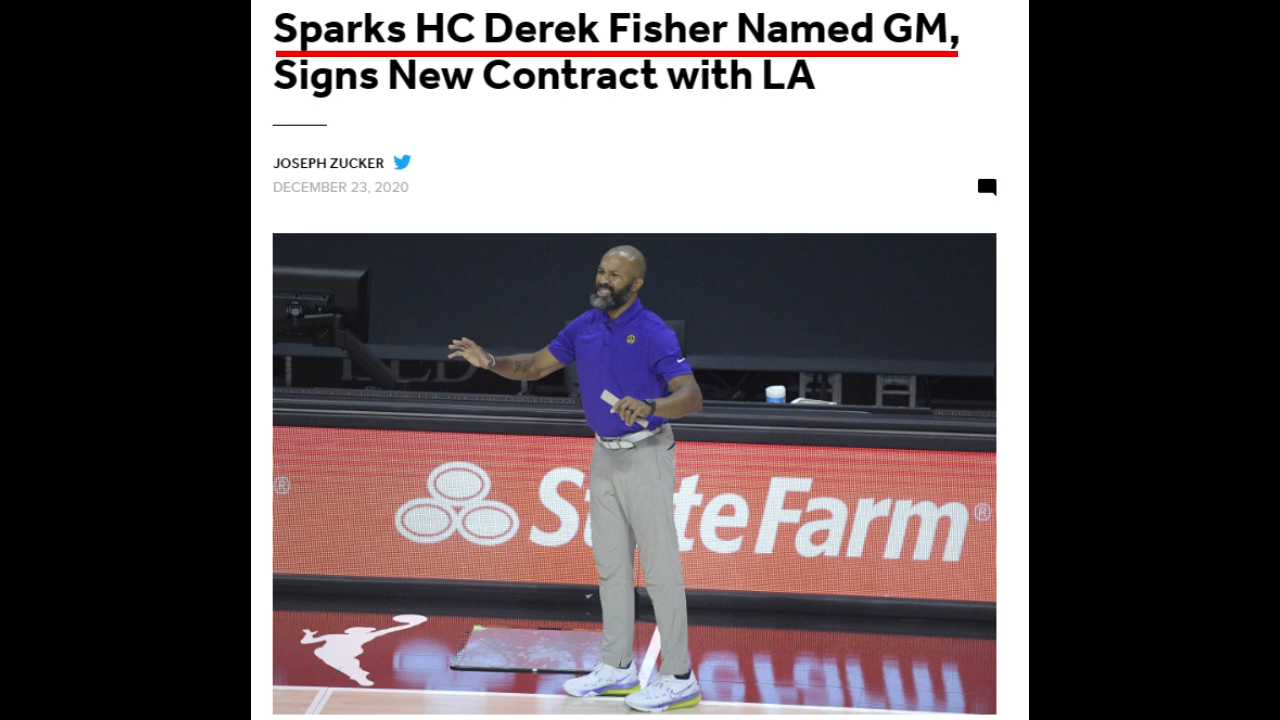 Sparks HC Derek Fisher Named GM,
Signs New Contract with LA
JOSEPH ZUCKER
DECEMBER 23, 2020
® StateFarm®